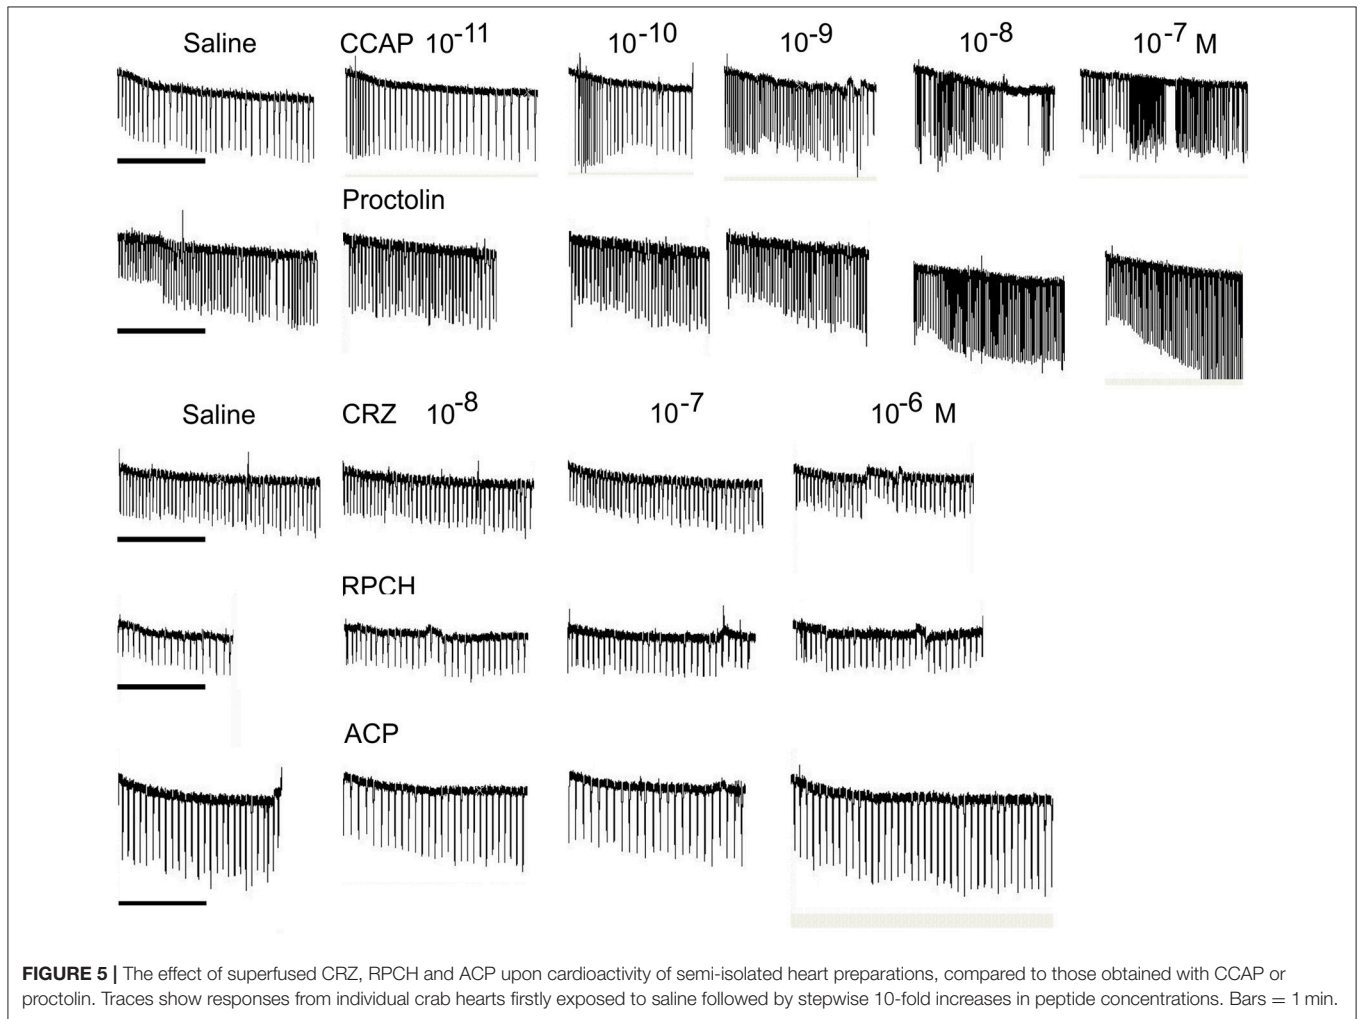 Saline CCAP 10-11 10-10 10-9 10-8 10-7 M
Proctolin
Saline CRZ 10-8 10-7 10-6 M
RPCH
ACP
FIGURE 5 | The effect of superfused CRZ, RPCH and ACP upon cardioactivity of semi-isolated heart preparations, compared to those obtained with CCAP or
proctolin. Traces show responses from individual crab hearts firstly exposed to saline followed by stepwise 10-fold increases in peptide concentrations. Bars = 1 min.